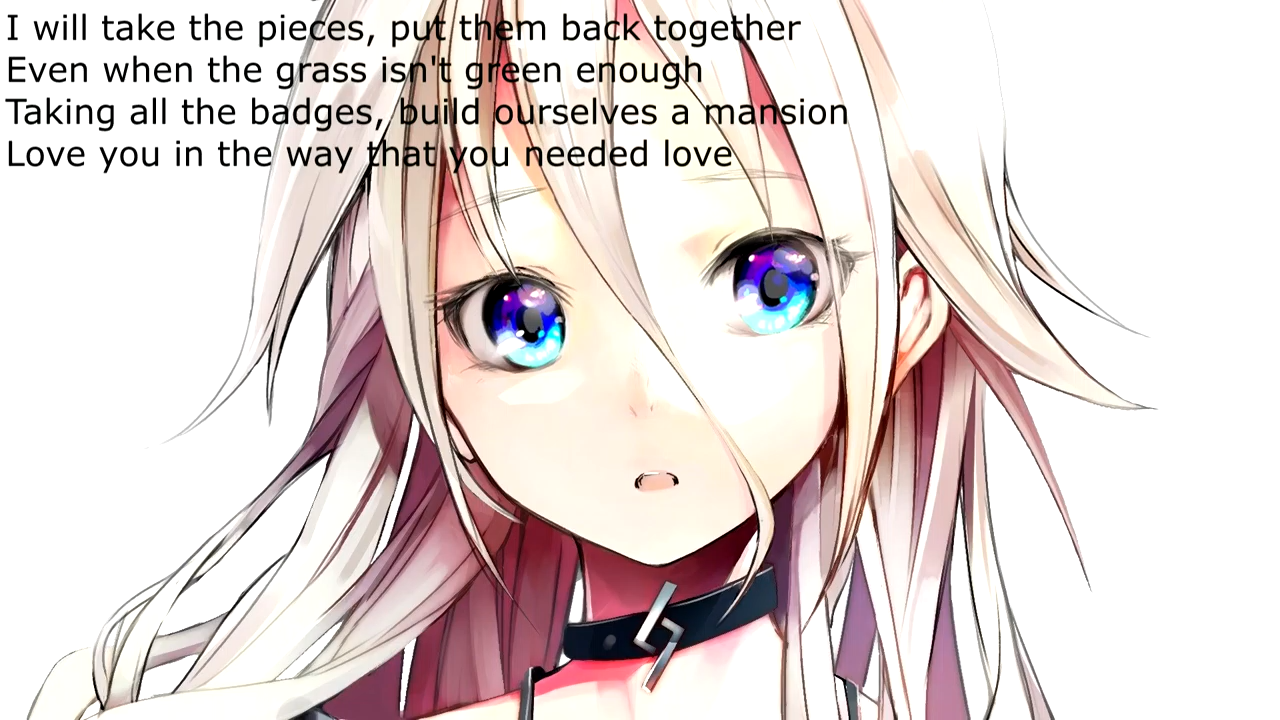 I will take the pieces, put them back together
Even when the grass isn't green enough
Taking all the badges, build ourselves a mansion
Love you in the way that you needed love